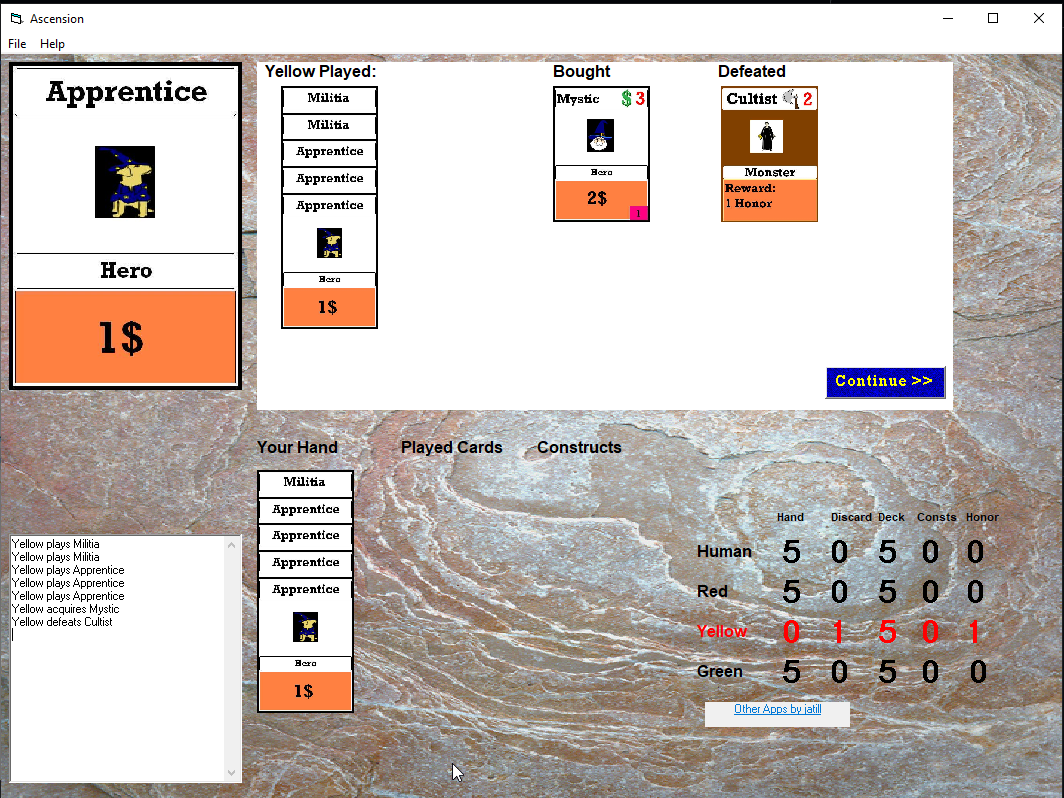 Ascension
File Help
Apprentice
Hero
1$
Yellow Played:
Militia
Militia
Apprentice
Apprentice
Apprentice
Hero
1$
Bought
Mystic $3
Hero
2$
1
Defeated
Cultist 2
Monster
Reward:
1 Honor
Continue >>
Your Hand Played Cards Constructs
Militia
Apprentice
Apprentice
Apprentice
Apprentice
Hero
1$
Yellow plays Militia
Yellow plays Militia
Yellow plays Apprentice
Yellow plays Apprentice
Yellow plays Apprentice
Yellow acquires Mystic
Yellow defeats Cultist
Hand Discard Deck Consts Honor
Human 5 0 5 0 0
Red 5 0 5 0 0
Yellow 0 1 5 0 1
Green 5 0 5 0 0
Other Apps by jatill